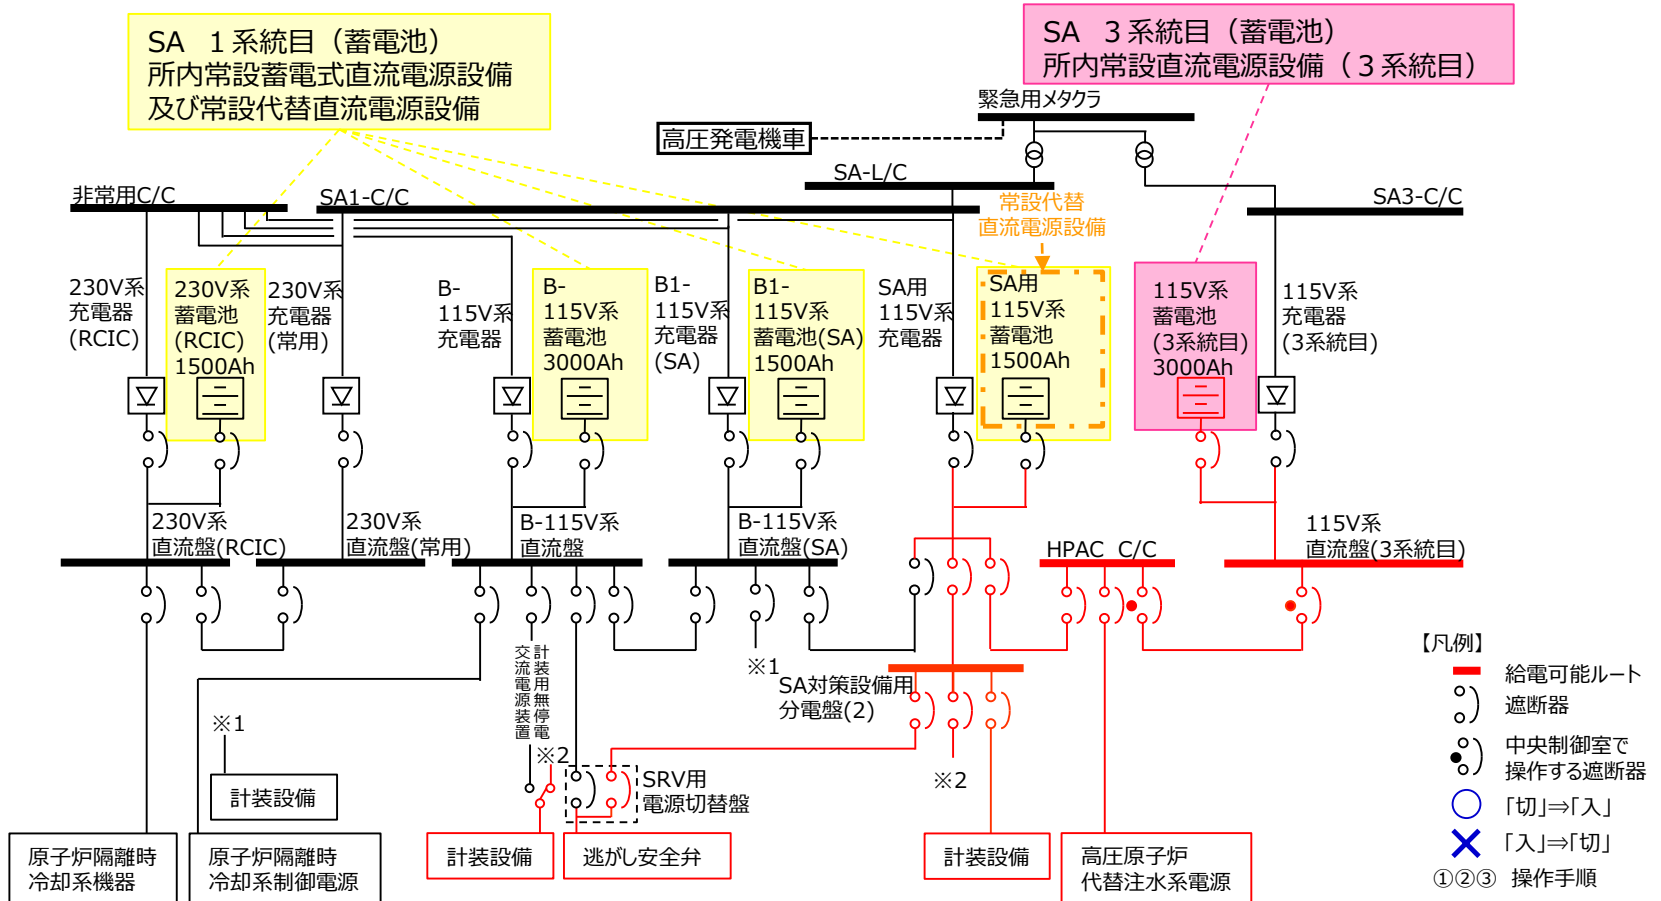 SA １系統目（蓄電池）
所内常設蓄電式直流電源設備
及び常設代替直流電源設備
SA ３系統目（蓄電池）
所内常設直流電源設備（３系統目）
緊急用メタクラ
高圧発電機車
SA-L/C
非常用C/C
SA1-C/C
SA3-C/C
常設代替
直流電源設備
230V系
充電器
(RCIC)
230V系
蓄電池
(RCIC)
1500Ah
230V系
充電器
(常用)
B-
115V系
充電器
B-
115V系
蓄電池
3000Ah
B1-
115V系
充電器
(SA)
B1-
115V系
蓄電池(SA)
1500Ah
SA用
115V系
充電器
SA用
115V系
蓄電池
1500Ah
115V系
蓄電池
(3系統目)
3000Ah
115V系
充電器
(3系統目)
230V系
直流盤(RCIC)
230V系
直流盤(常用)
B-115V系
直流盤
B-115V系
直流盤(SA)
HPAC C/C
115V系
直流盤(3系統目)
計装用無停電
交流電源装置
※1
SA対策設備用
分電盤(2)
※1
※2
※2
SRV用
電源切替盤
計装設備
原子炉隔離時
冷却系機器
原子炉隔離時
冷却系制御電源
計装設備
逃がし安全弁
計装設備
高圧原子炉
代替注水系電源
【凡例】
給電可能ルート
遮断器
中央制御室で
操作する遮断器
「切」⇒「入」
「入」⇒「切」
①②③ 操作手順